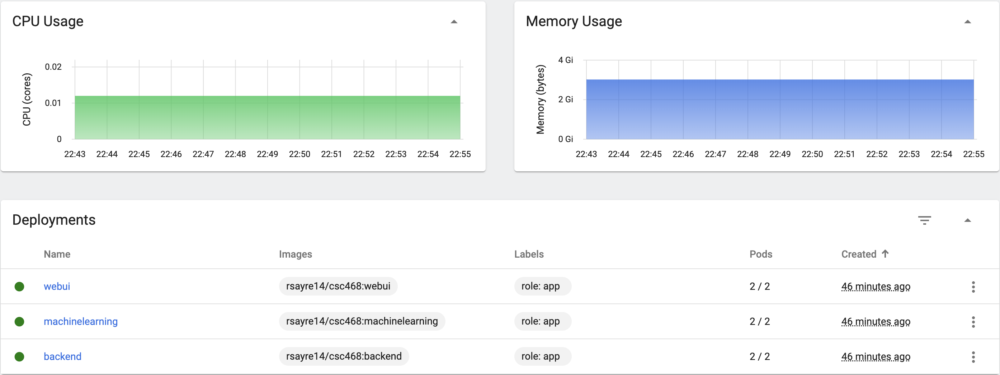 CPU Usage
CPU (cores)
0.02
0.01
0
22:43 22:44 22:45 22:46 22:47 22:48 22:49 22:50 22:51 22:52 22:53 22:54 22:55
Memory Usage
Memory (bytes)
4 Gi
2 Gi
0 Gi
22:43 22:44 22:45 22:46 22:47 22:48 22:49 22:50 22:51 22:52 22:53 22:54 22:55
Deployments
Name Images Labels Pods Created
webui rsayre14/csc468:webui role: app 2 / 2 46 minutes ago
machinelearning rsayre14/csc468:machinelearning role: app 2 / 2 46 minutes ago
backend rsayre14/csc468:backend role: app 2 / 2 46 minutes ago